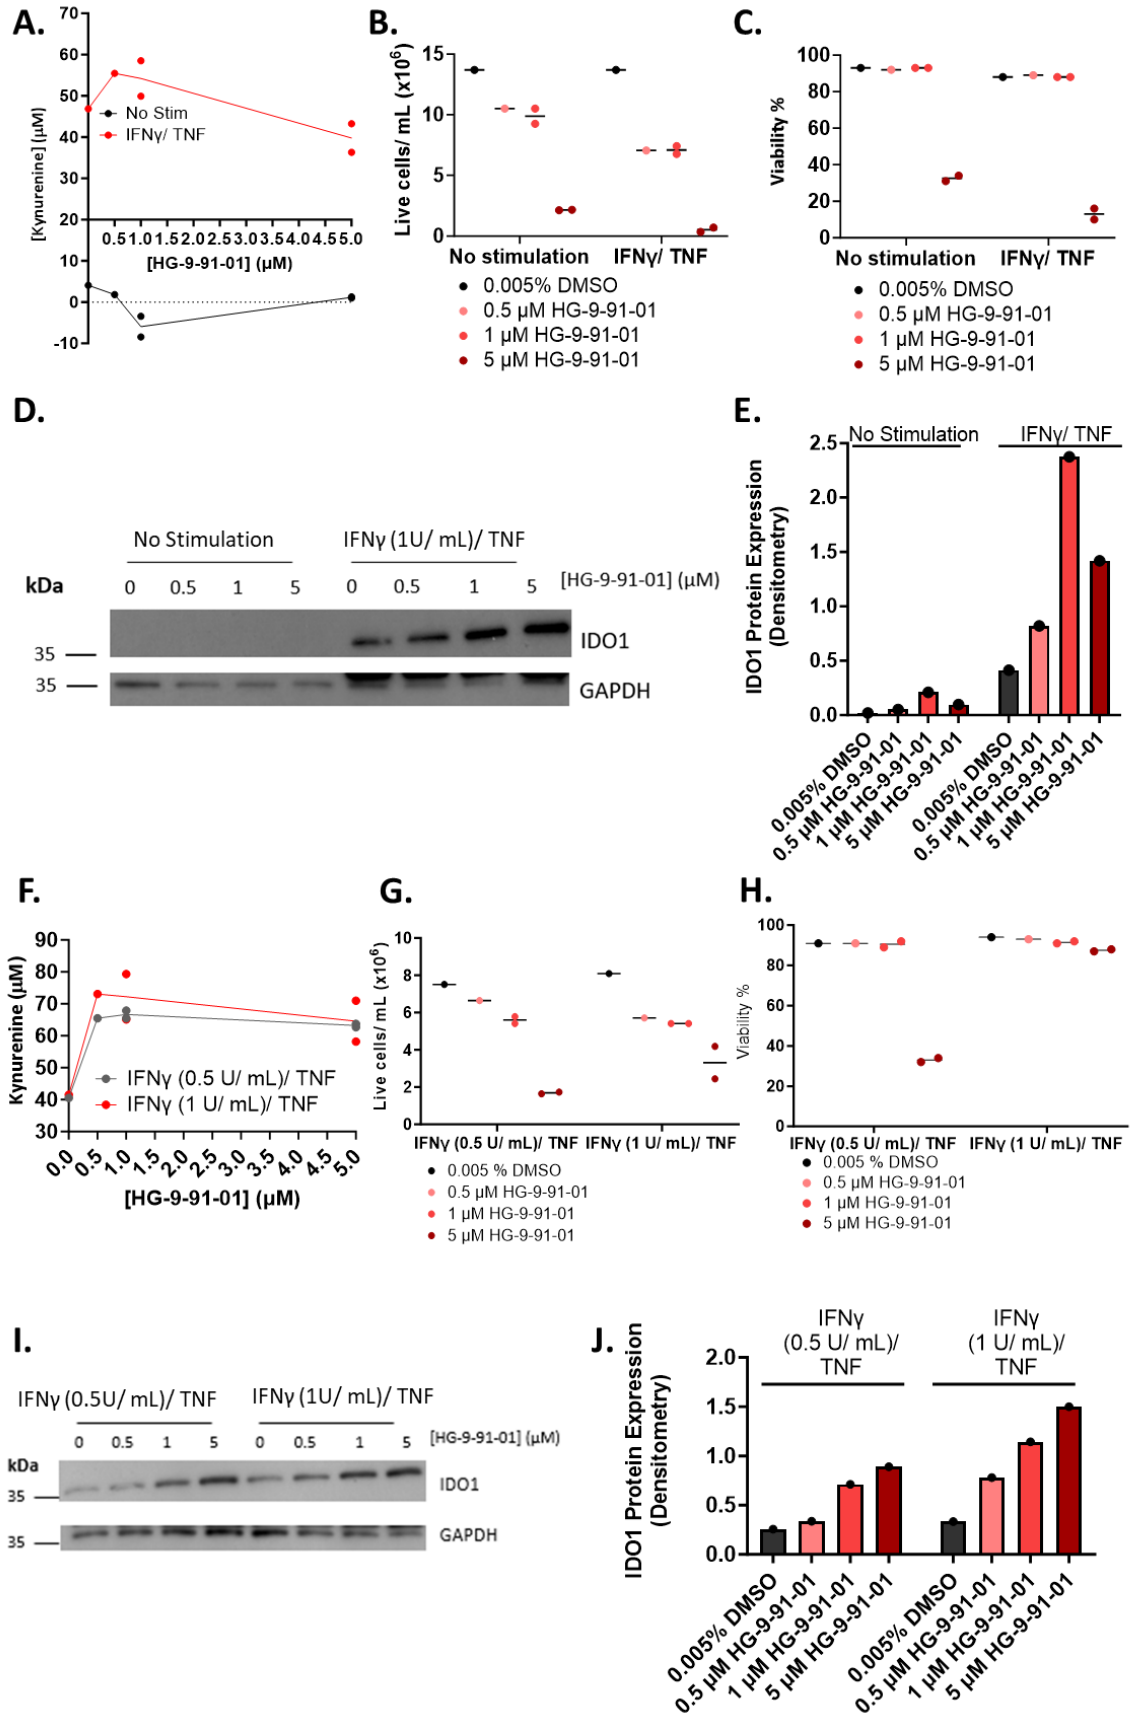 A.
70
60
50
40
30
20
10
0
-10
[Kynurenine] (µM)
No Stim
IFNγ/ TNF
0.5 1.0 1.5 2.0 2.5 3.0 3.5 4.0 4.5 5.0
[HG-9-91-01] (µM)
B.
Live cells/ mL (x10⁶)
15
10
5
0
No stimulation IFNγ/ TNF
0.005% DMSO
0.5 µM HG-9-91-01
1 µM HG-9-91-01
5 µM HG-9-91-01
C.
Viability %
100
80
60
40
20
0
No stimulation IFNγ/ TNF
0.005% DMSO
0.5 µM HG-9-91-01
1 µM HG-9-91-01
5 µM HG-9-91-01
D.
No Stimulation IFNγ (1U/ mL)/ TNF
kDa 0 0.5 1 5 0 0.5 1 5 [HG-9-91-01] (µM)
35 IDO1
35 GAPDH
E.
No Stimulation IFNγ/ TNF
IDO1 Protein Expression
(Densitometry)
2.5
2.0
1.5
1.0
0.5
0.0
0.005% DMSO
0.5 µM HG-9-91-01
1 µM HG-9-91-01
5 µM HG-9-91-01
0.005% DMSO
0.5 µM HG-9-91-01
1 µM HG-9-91-01
5 µM HG-9-91-01
F.
Kynurenine (µM)
90
80
70
60
50
40
30
IFNγ (0.5 U/ mL)/ TNF
IFNγ (1 U/ mL)/ TNF
0.0 0.5 1.0 1.5 2.0 2.5 3.0 3.5 4.0 4.5 5.0
[HG-9-91-01] (µM)
G.
Live cells/ mL (x10⁶)
10
8
6
4
2
0
IFNγ (0.5 U/ mL)/ TNF IFNγ (1 U/ mL)/ TNF
0.005 % DMSO
0.5 µM HG-9-91-01
1 µM HG-9-91-01
5 µM HG-9-91-01
H.
Viability %
100
80
60
40
20
0
IFNγ (0.5 U/ mL)/ TNF IFNγ (1 U/ mL)/ TNF
0.005 % DMSO
0.5 µM HG-9-91-01
1 µM HG-9-91-01
5 µM HG-9-91-01
I.
IFNγ (0.5U/ mL)/ TNF IFNγ (1U/ mL)/ TNF
0 0.5 1 5 0 0.5 1 5 [HG-9-91-01] (µM)
kDa
35 IDO1
35 GAPDH
J.
IFNγ
(0.5 U/ mL)/
TNF
IFNγ
(1 U/ mL)/
TNF
IDO1 Protein Expression
(Densitometry)
2.0
1.5
1.0
0.5
0.0
0.005% DMSO
0.5 µM HG-9-91-01
1 µM HG-9-91-01
5 µM HG-9-91-01
0.005% DMSO
0.5 µM HG-9-91-01
1 µM HG-9-91-01
5 µM HG-9-91-01